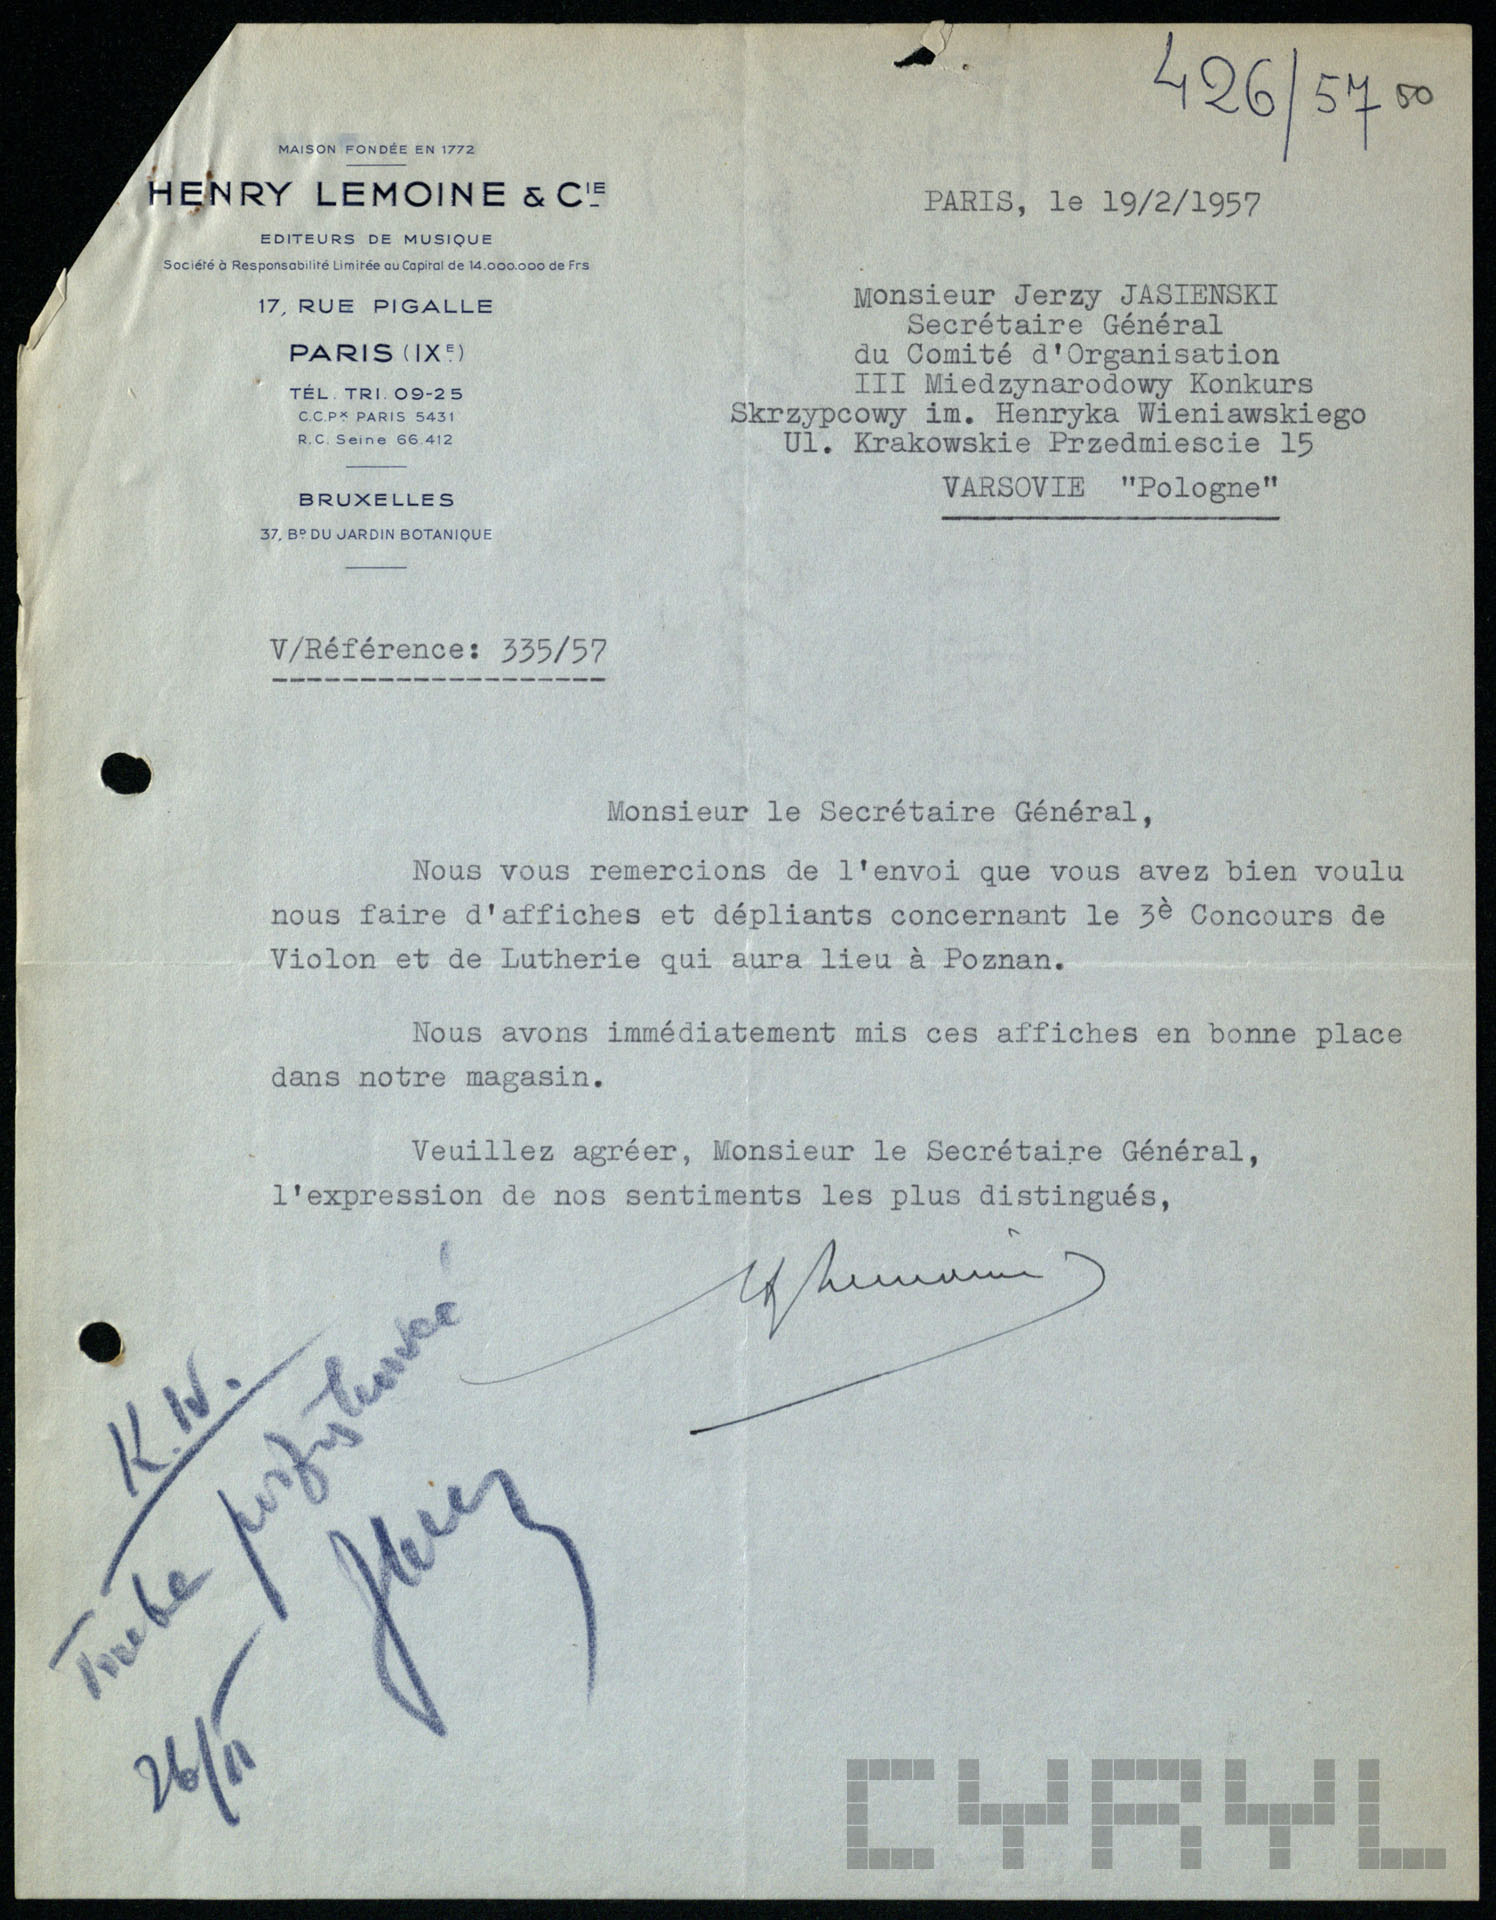 426/57 80
MAISON FONDÉE EN 1772
HENRY LEMOINE & CIE
EDITEURS DE MUSIQUE
Société à Responsabilité Limitée au Capital de 14.000.000 de Frs
17, RUE PIGALLE
PARIS (IXE)
TÉL. TRI. 09-25
C.C.Px PARIS 5431
R.C. Seine 66.412
BRUXELLES
37, BD DU JARDIN BOTANIQUE
PARIS, le 19/2/1957
Monsieur Jerzy JASIENSKI
Secrétaire Général
du Comité d'Organisation
III Miedzynarodowy Konkurs
Skrzypcowy im. Henryka Wieniawskiego
Ul. Krakowskie Przedmiescie 15
VARSOVIE "Pologne"
V/Référence: 335/57
Monsieur le Secrétaire Général,
Nous vous remercions de l'envoi que vous avez bien voulu
nous faire d'affiches et dépliants concernant le 3è Concours de
Violon et de Lutherie qui aura lieu à Poznan.
Nous avons immédiatement mis ces affiches en bonne place
dans notre magasin.
Veuillez agréer, Monsieur le Secrétaire Général,
l'expression de nos sentiments les plus distingués,
HLemoine
K.W.
26/II
CYRYL